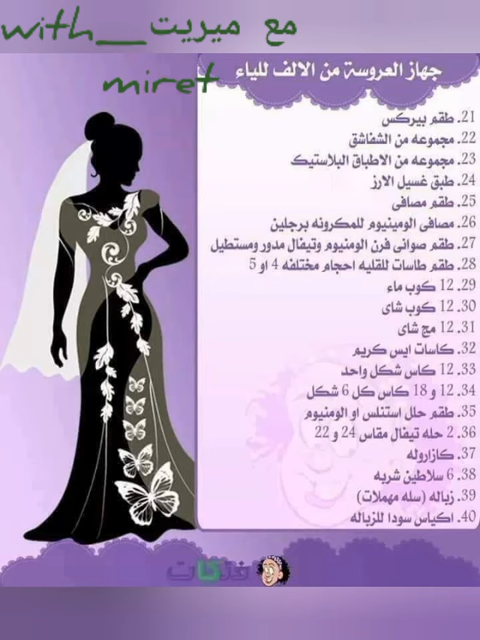 with__مع ميريت
miret
جهاز العروسة من الالف للياء
21. طقم بيركس
22. مجموعه من الشفاشق
23. مجموعه من الاطباق البلاستيك
24. طبق غسيل الارز
25. طقم مصافى
26. مصافى الومينيوم للمكرونه برجلين
27. طقم صوانى فرن الومنيوم وتيفال مدور ومستطيل
28. طقم طاسات للقليه احجام مختلفه 4 او 5
29. 12 كوب ماء
30. 12 كوب شاى
31. 12 مج شاى
32. كاسات ايس كريم
33. 12 كاس شكل واحد
34. 12 و 18 كاس كل 6 شكل
35. طقم حلل استنلس او الومنيوم
36. 2 حله تيفال مقاس 24 و 22
37. كازاروله
38. 6 سلاطين شربه
39. زباله (سله مهملات)
40. اكياس سودا للزباله